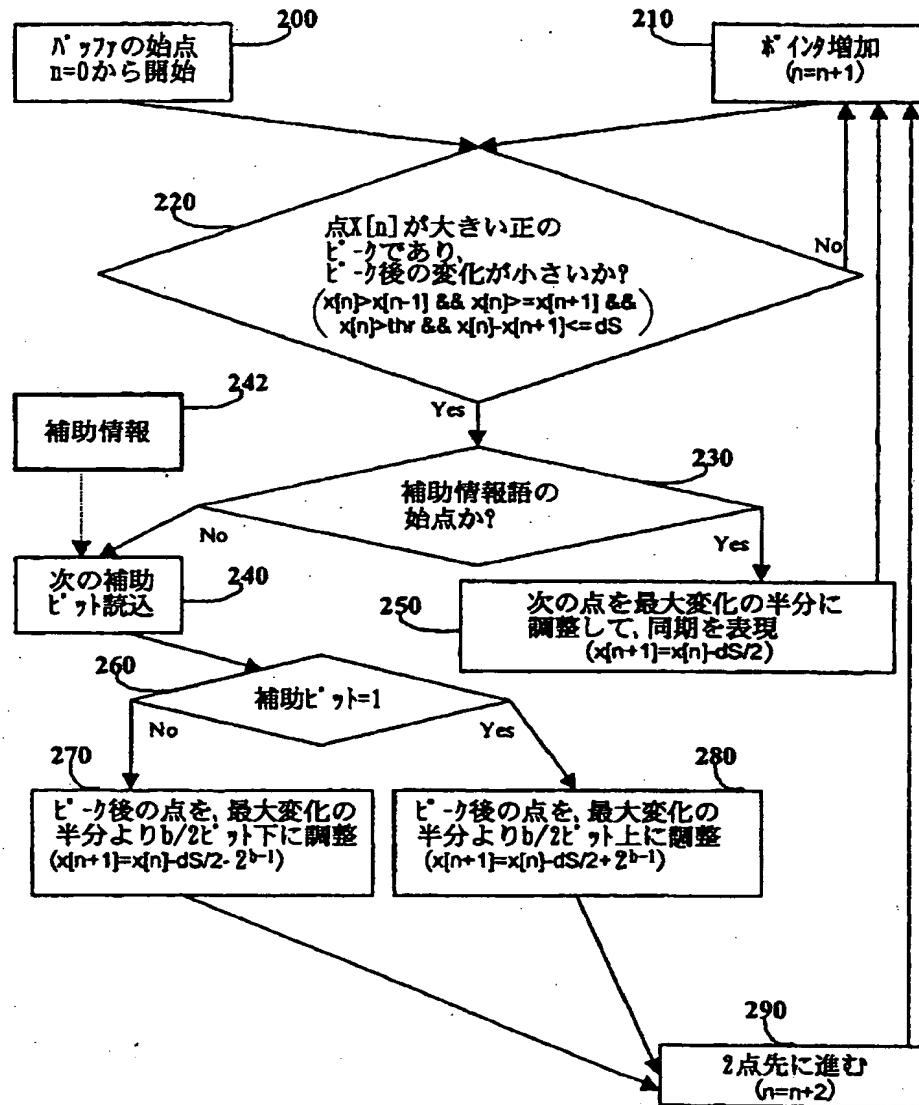 200
バッファの始点
n=0から開始
210
ポインタ増加
(n=n+1)
220
点X[n]が大きい正の
ピークであり、
ピーク後の変化が小さいか?
(x[n]>x[n-1] && x[n]>=x[n+1] &&
x[n]>thr && x[n]-x[n+1]<=dS)
No
Yes
242
補助情報
230
補助情報語の
始点か?
No
Yes
次の補助
ビット読込
240
250
次の点を最大変化の半分に
調整して、同期を表現
(x[n+1]=x[n]-dS/2)
260
補助ビット=1
No
Yes
270
ピーク後の点を、最大変化の
半分よりb/2ビット下に調整
(x[n+1]=x[n]-dS/2-2^{b-1})
280
ピーク後の点を、最大変化の
半分よりb/2ビット上に調整
(x[n+1]=x[n]-dS/2+2^{b-1})
290
2点先に進む
(n=n+2)